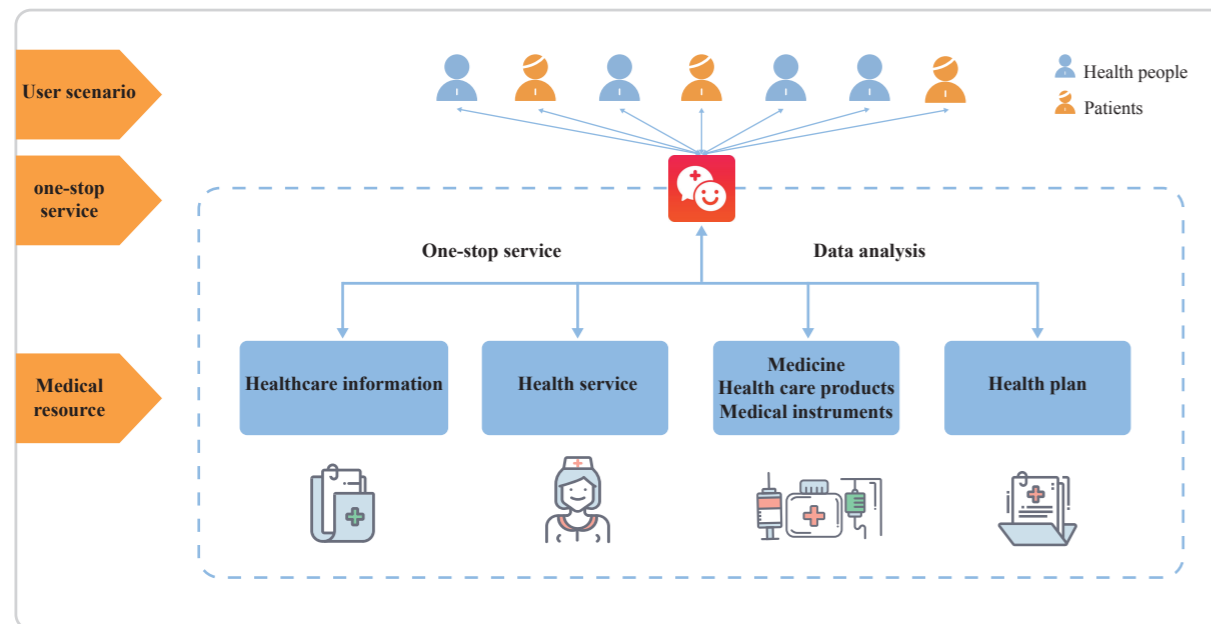 User scenario
Health people
Patients
one-stop
service
One-stop service
Data analysis
Medical
resource
Healthcare information
Health service
Medicine
Health care products
Medical instruments
Health plan